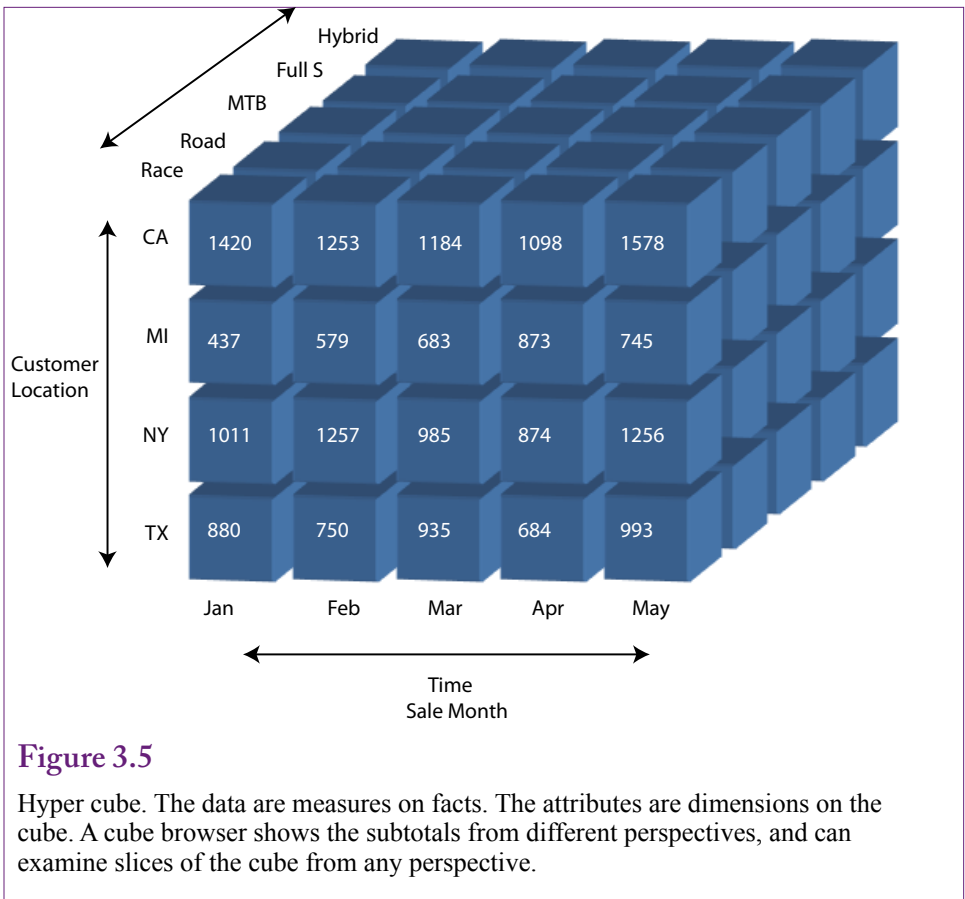 Hybrid
Full S
MTB
Road
Race
CA 1420 1253 1184 1098 1578
MI 437 579 683 873 745
Customer
Location
NY 1011 1257 985 874 1256
TX 880 750 935 684 993
Jan Feb Mar Apr May
Time
Sale Month
Figure 3.5
Hyper cube. The data are measures on facts. The attributes are dimensions on the
cube. A cube browser shows the subtotals from different perspectives, and can
examine slices of the cube from any perspective.